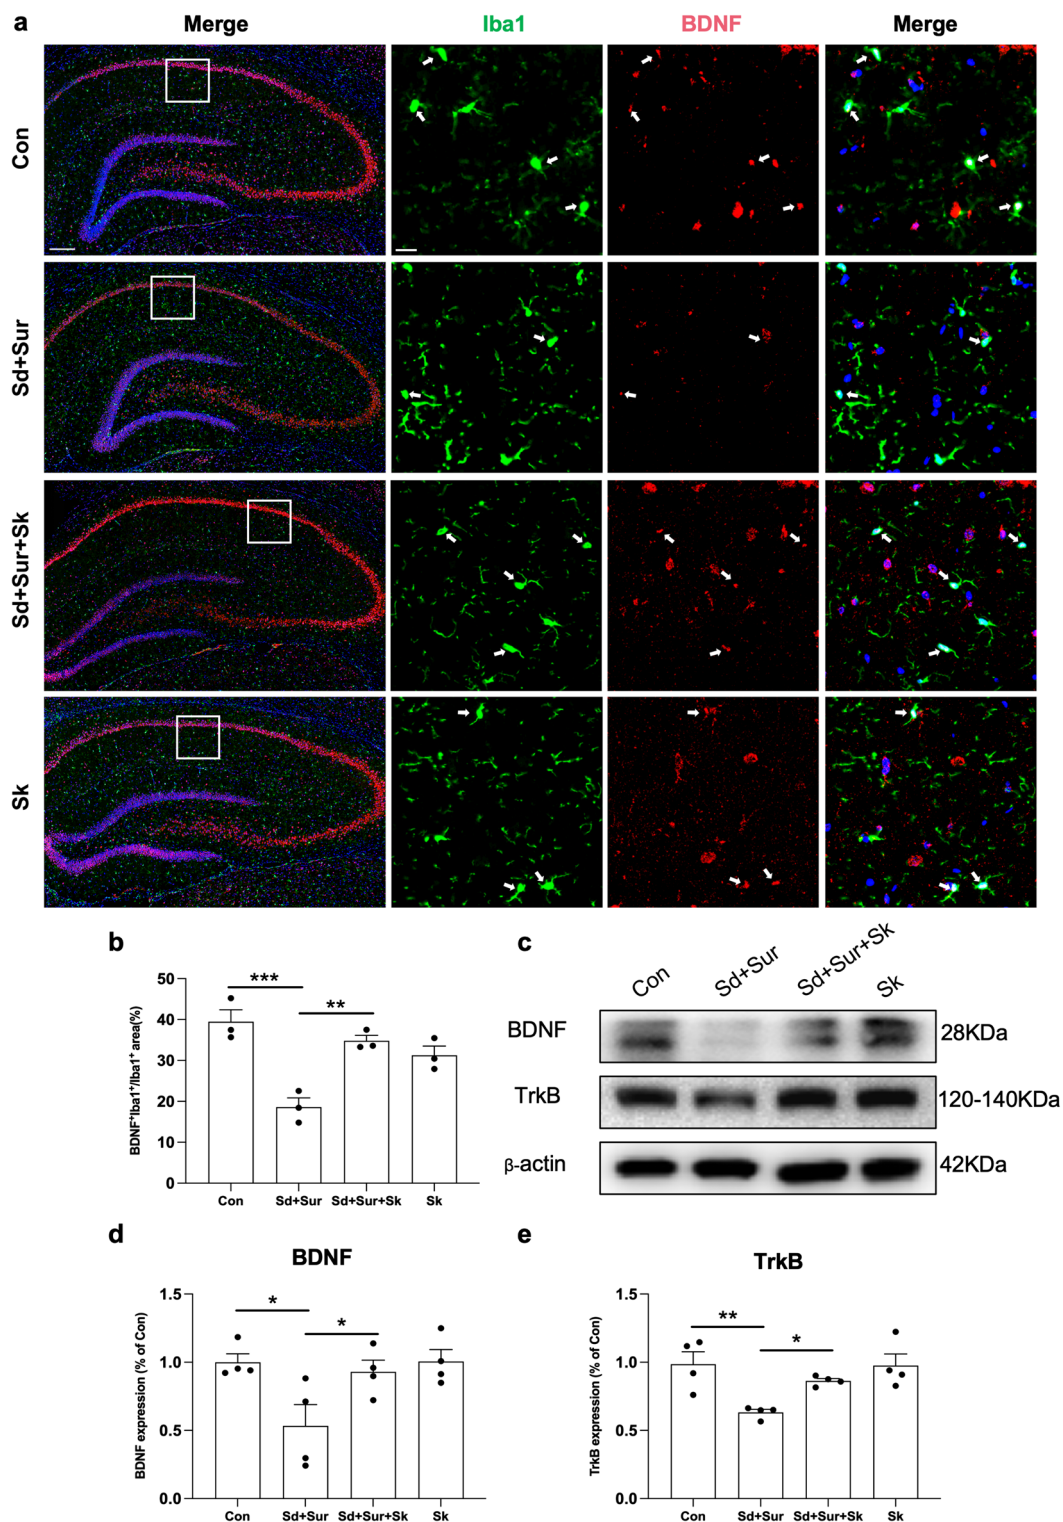 a
Merge
Iba1
BDNF
Merge
Con
Sd+Sur
Sd+Sur+Sk
Sk
b
BDNF⁺Iba1⁺/Iba1⁺ area(%)
50
40
30
20
10
0
***
**
Con
Sd+Sur
Sd+Sur+Sk
Sk
c
Con
Sd+Sur
Sd+Sur+Sk
Sk
BDNF
28KDa
TrkB
120-140KDa
β-actin
42KDa
d
BDNF
BDNF expression (% of Con)
1.5
1.0
0.5
0.0
*
*
Con
Sd+Sur
Sd+Sur+Sk
Sk
e
TrkB
TrkB expression (% of Con)
1.5
1.0
0.5
0.0
**
*
Con
Sd+Sur
Sd+Sur+Sk
Sk